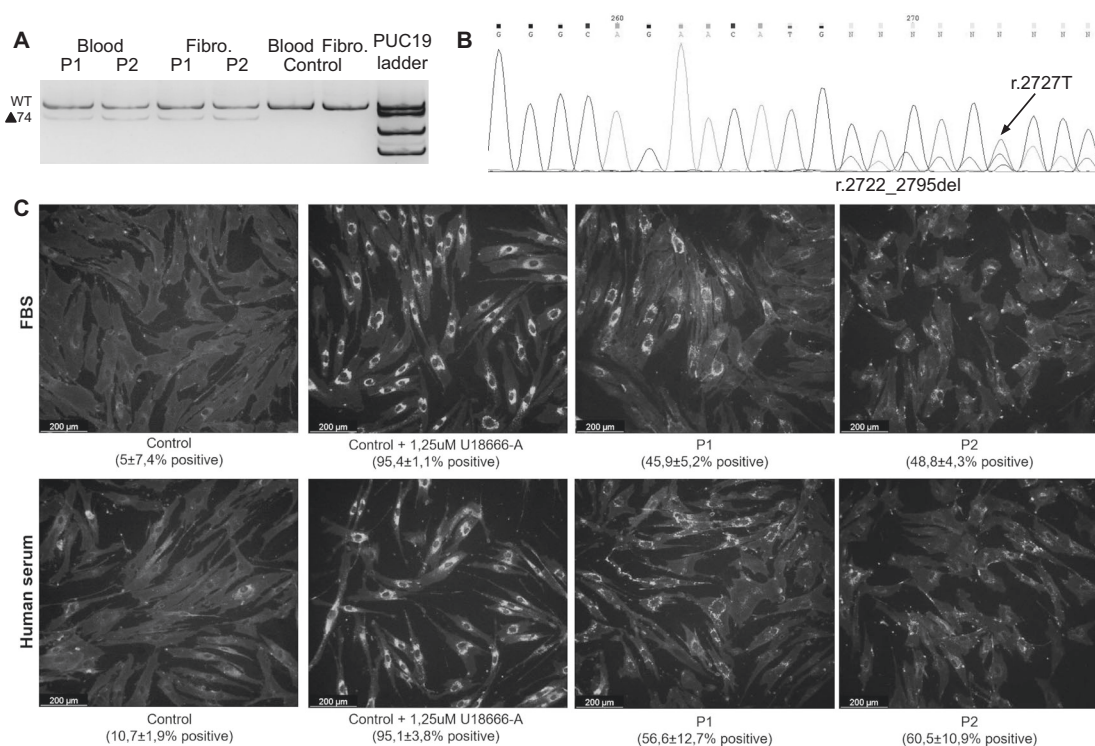 A
Blood
Fibro.
Blood
Fibro.
PUC19
P1
P2
P1
P2
Control
ladder
WT
▲74
B
260
270
G G G C A G A A C A T G N N N N N N N N N
r.2727T
r.2722_2795del
C
FBS
200 µm
200 µm
200 µm
200 µm
Control
(5±7,4% positive)
Control + 1,25uM U18666-A
(95,4±1,1% positive)
P1
(45,9±5,2% positive)
P2
(48,8±4,3% positive)
Human serum
200 µm
200 µm
200 µm
200 µm
Control
(10,7±1,9% positive)
Control + 1,25uM U18666-A
(95,1±3,8% positive)
P1
(56,6±12,7% positive)
P2
(60,5±10,9% positive)